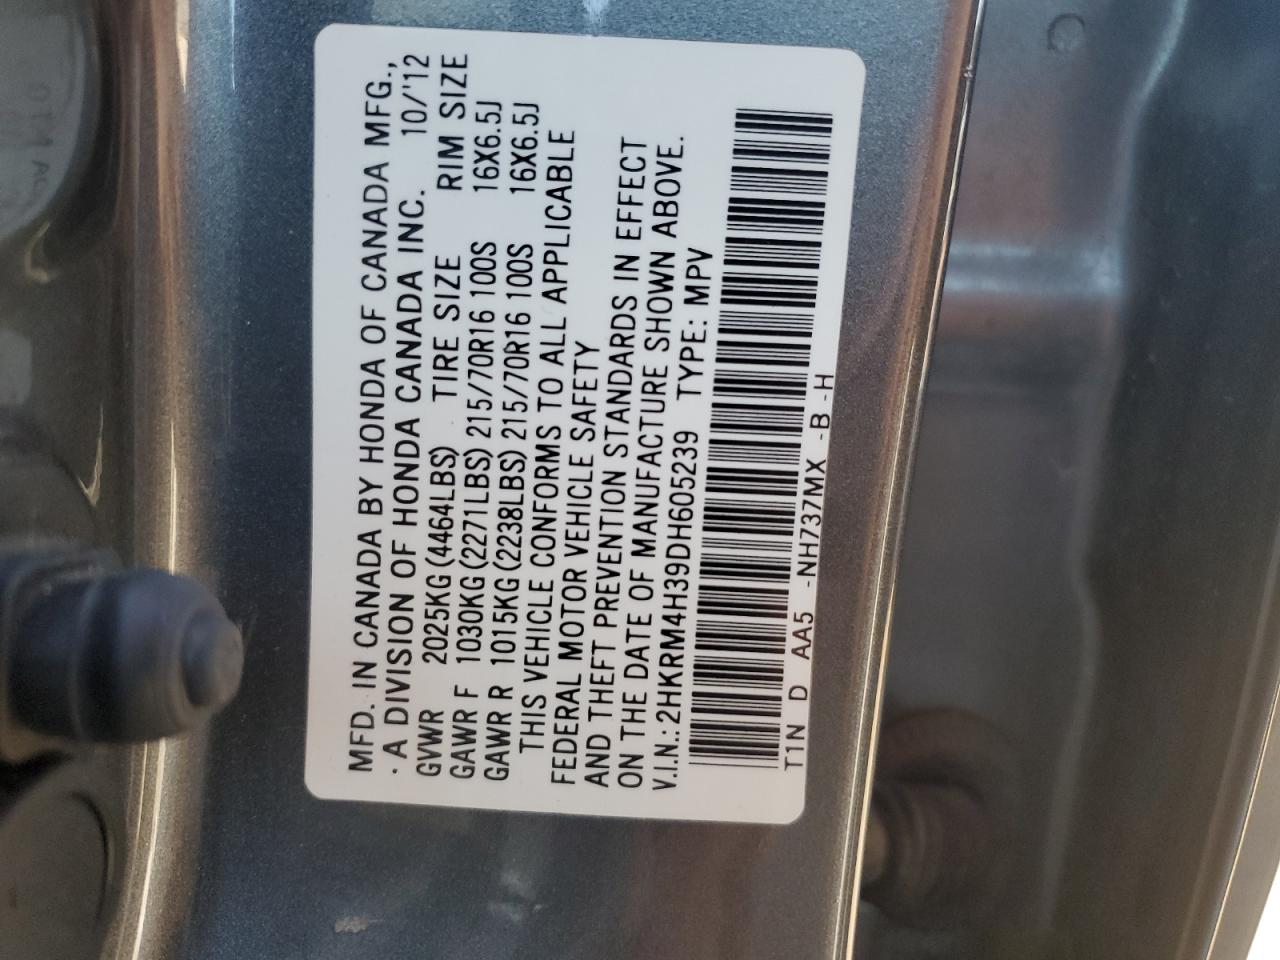 MFD. IN CANADA BY HONDA OF CANADA MFG.,
· A DIVISION OF HONDA CANADA INC. 10/'12
GVWR 2025KG(4464LBS) TIRE SIZE RIM SIZE
GAWR F 1030KG(2271LBS) 215/70R16 100S 16X6.5J
GAWR R 1015KG(2238LBS) 215/70R16 100S 16X6.5J
THIS VEHICLE CONFORMS TO ALL APPLICABLE
FEDERAL MOTOR VEHICLE SAFETY
AND THEFT PREVENTION STANDARDS IN EFFECT
ON THE DATE OF MANUFACTURE SHOWN ABOVE.
V.I.N.:2HKRM4H39DH605239 TYPE: MPV
T1N D AA5 -NH737MX -B -H